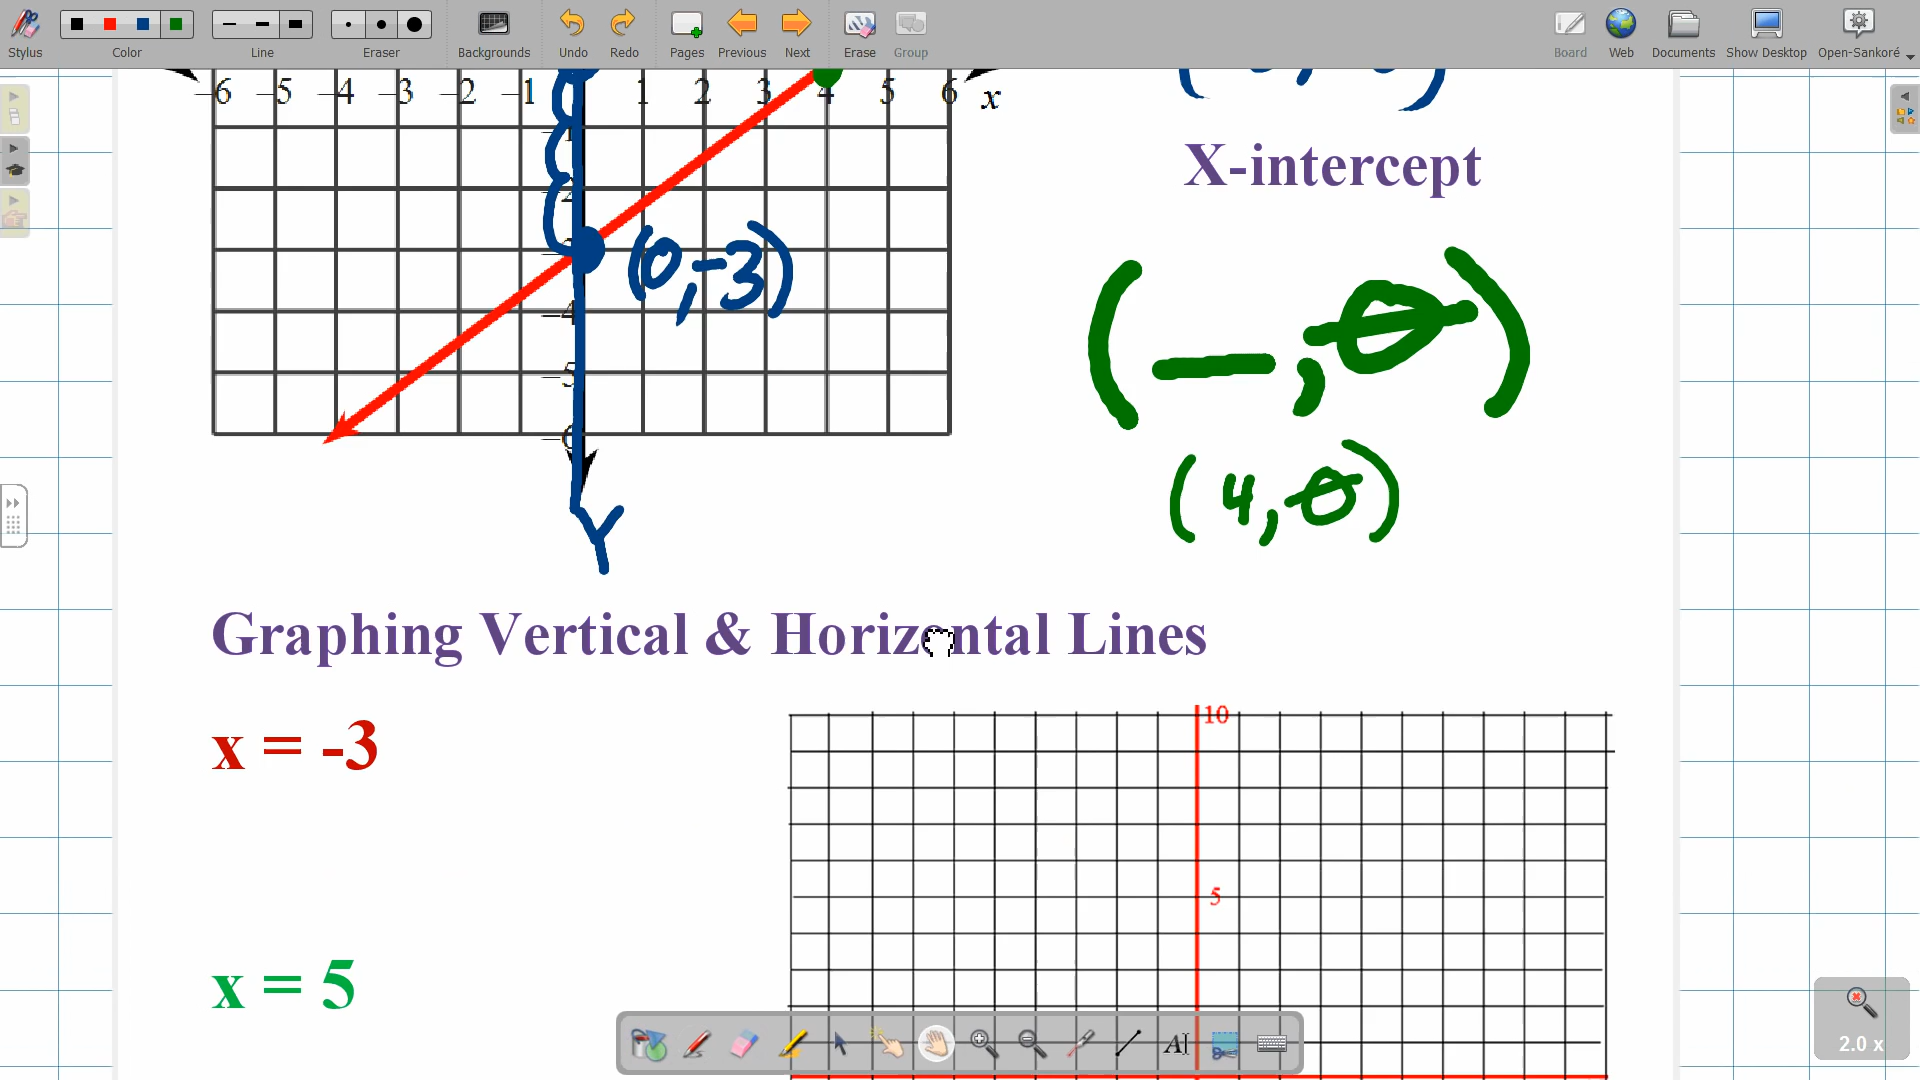 Stylus Color Line Eraser Backgrounds Undo Redo Pages Previous Next Erase Group Board Web Documents Show Desktop Open-Sankoré
−6 −5 −4 −3 −2 −1 1 2 3 4 5 6 x
X-intercept
(0,-3)
(_,0)
−4
−5
(4,0)
Y
Graphing Vertical & Horizontal Lines
x = -3
10
5
x = 5
2.0 x